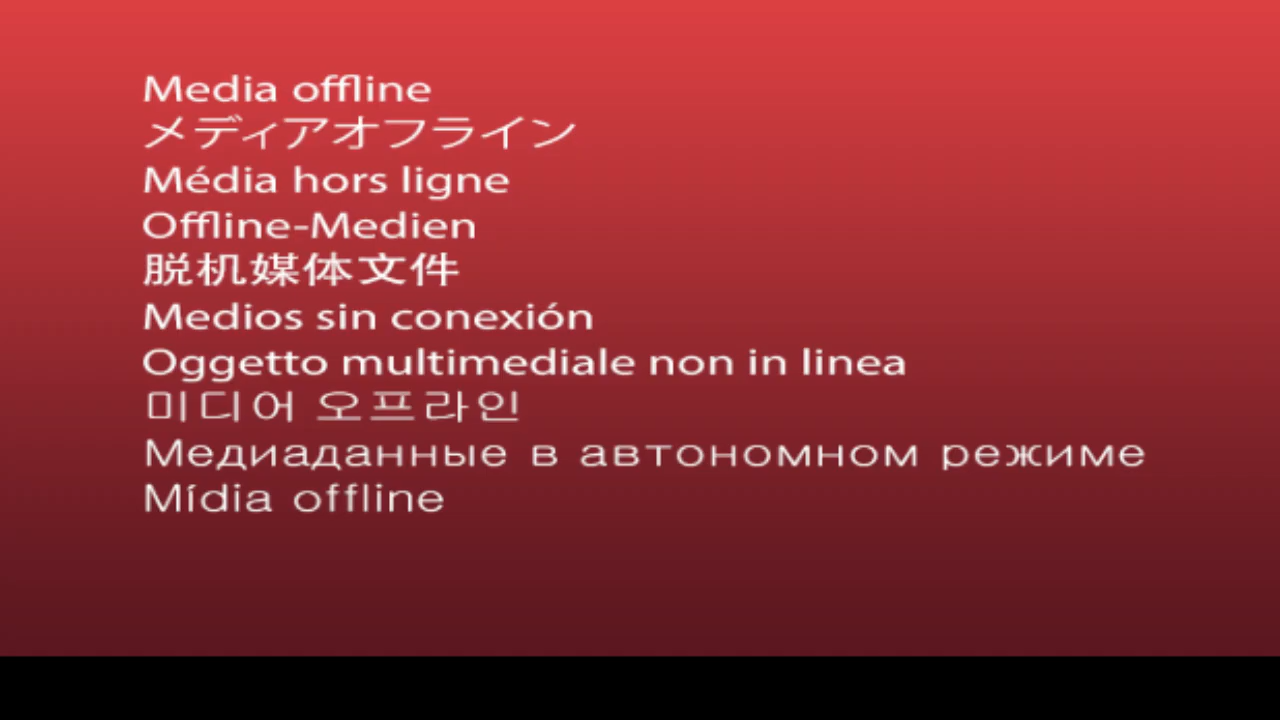 Media offline
メディアオフライン
Média hors ligne
Offline-Medien
脱机媒体文件
Medios sin conexión
Oggetto multimediale non in linea
미디어 오프라인
Медиаданные в автономном режиме
Mídia offline